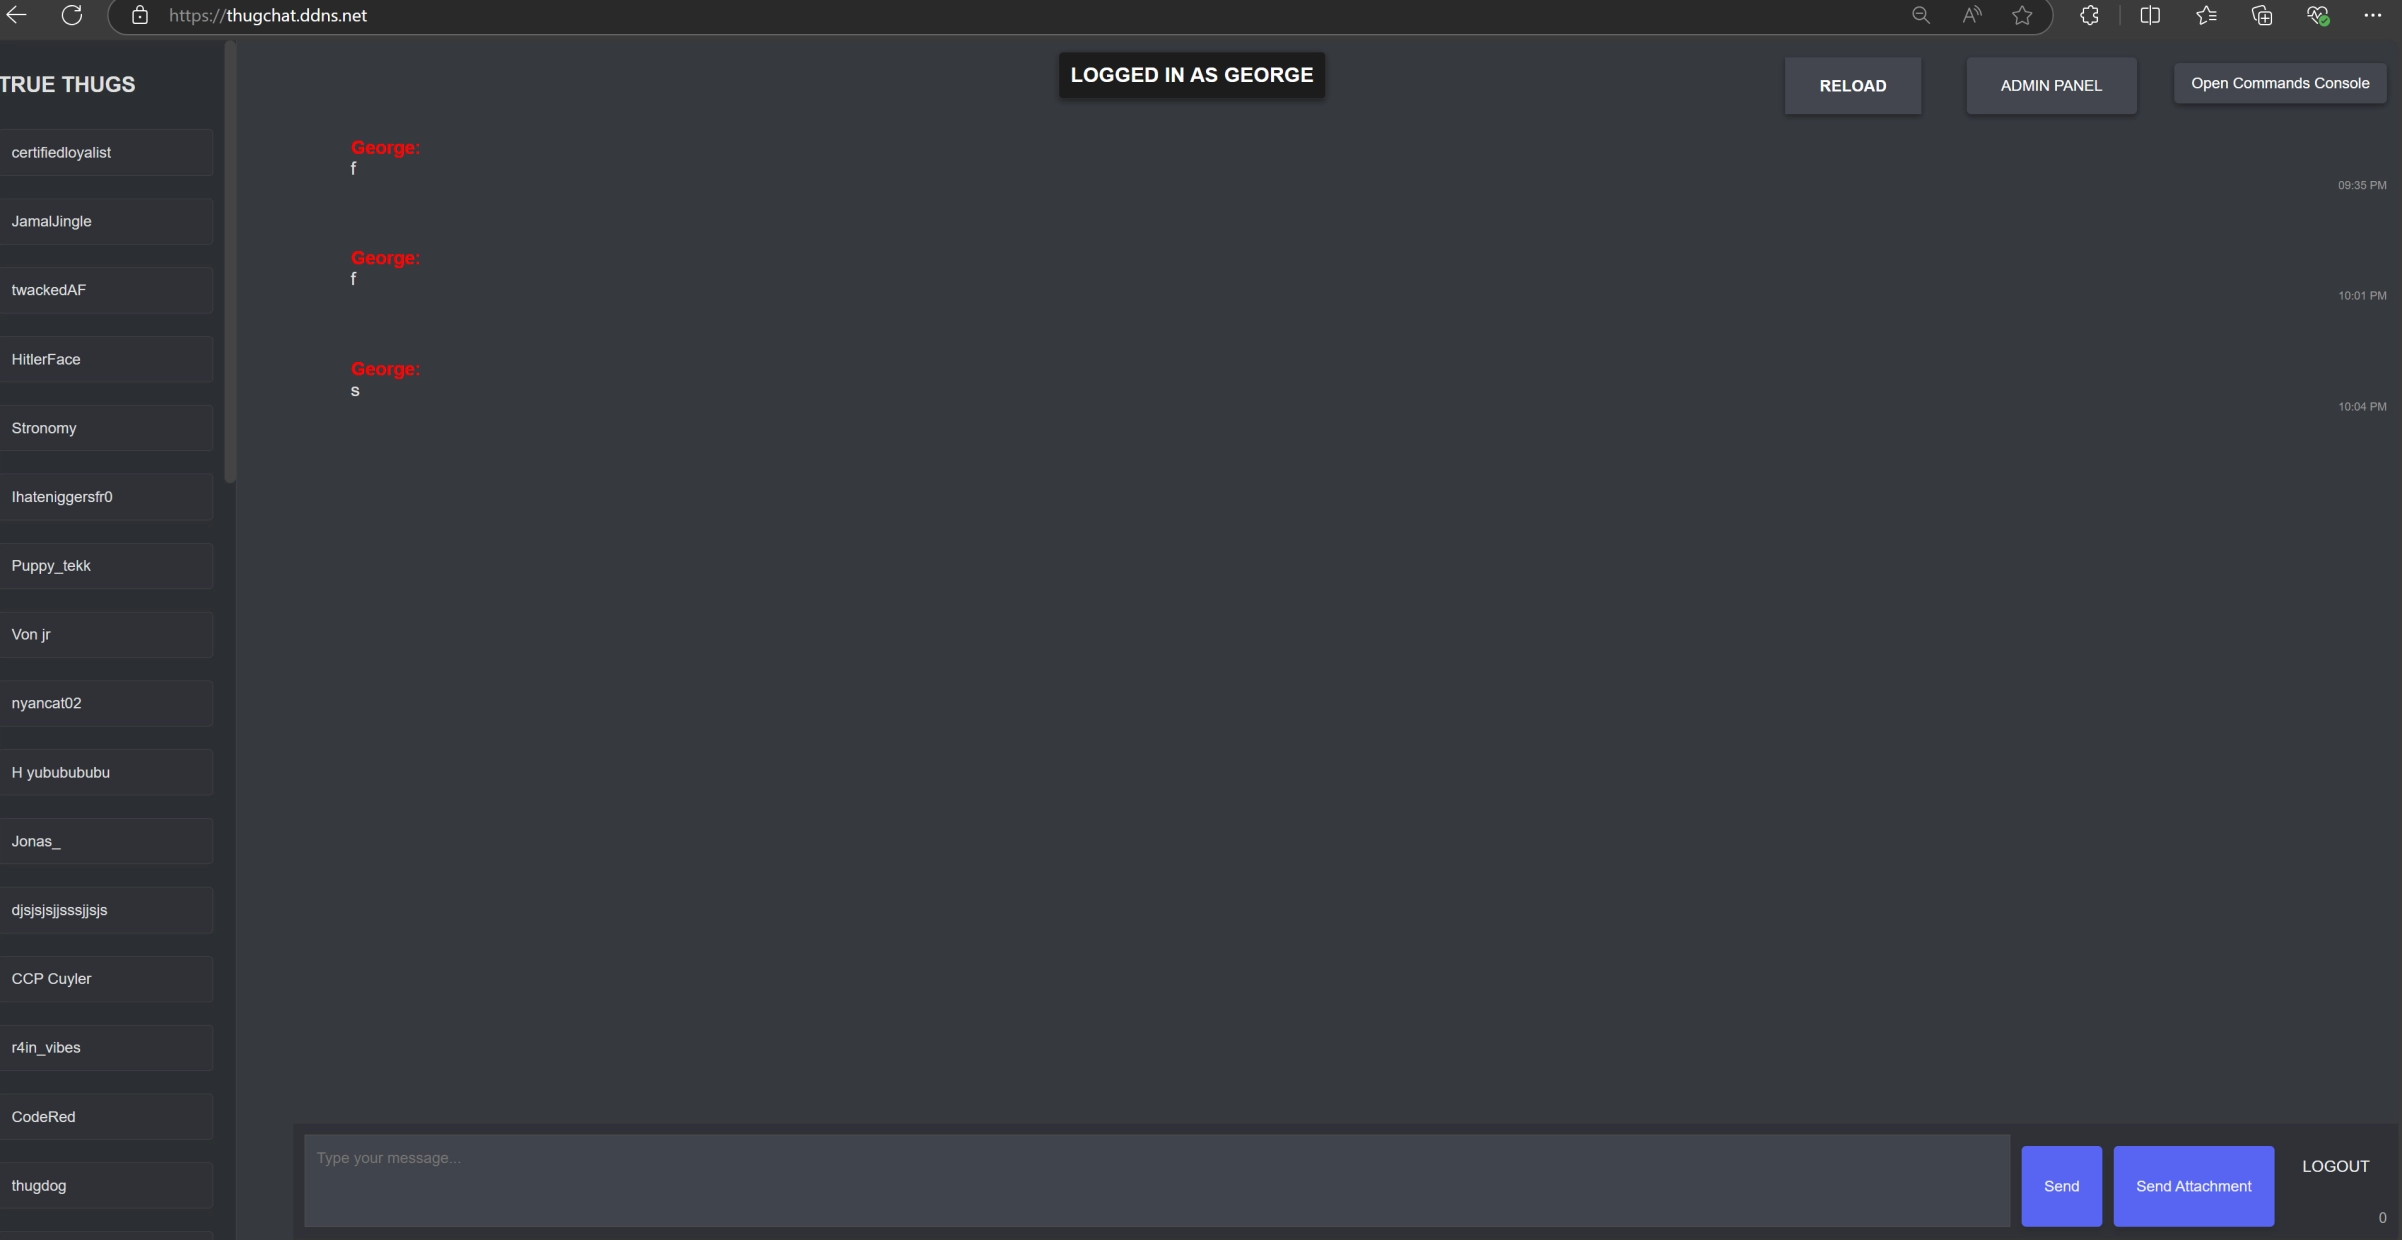 https://thugchat.ddns.net
TRUE THUGS
LOGGED IN AS GEORGE
RELOAD
ADMIN PANEL
Open Commands Console
certifiedloyalist
JamalJingle
twackedAF
HitlerFace
Stronomy
Ihateniggersfr0
Puppy_tekk
Von jr
nyancat02
H yubububub​u
Jonas_
djsjsjsjjsssjjsjs
CCP Cuyler
r4in_vibes
CodeRed
thugdog
George:
f
09:35 PM
George:
f
10:01 PM
George:
s
10:04 PM
Type your message...
Send
Send Attachment
LOGOUT
0